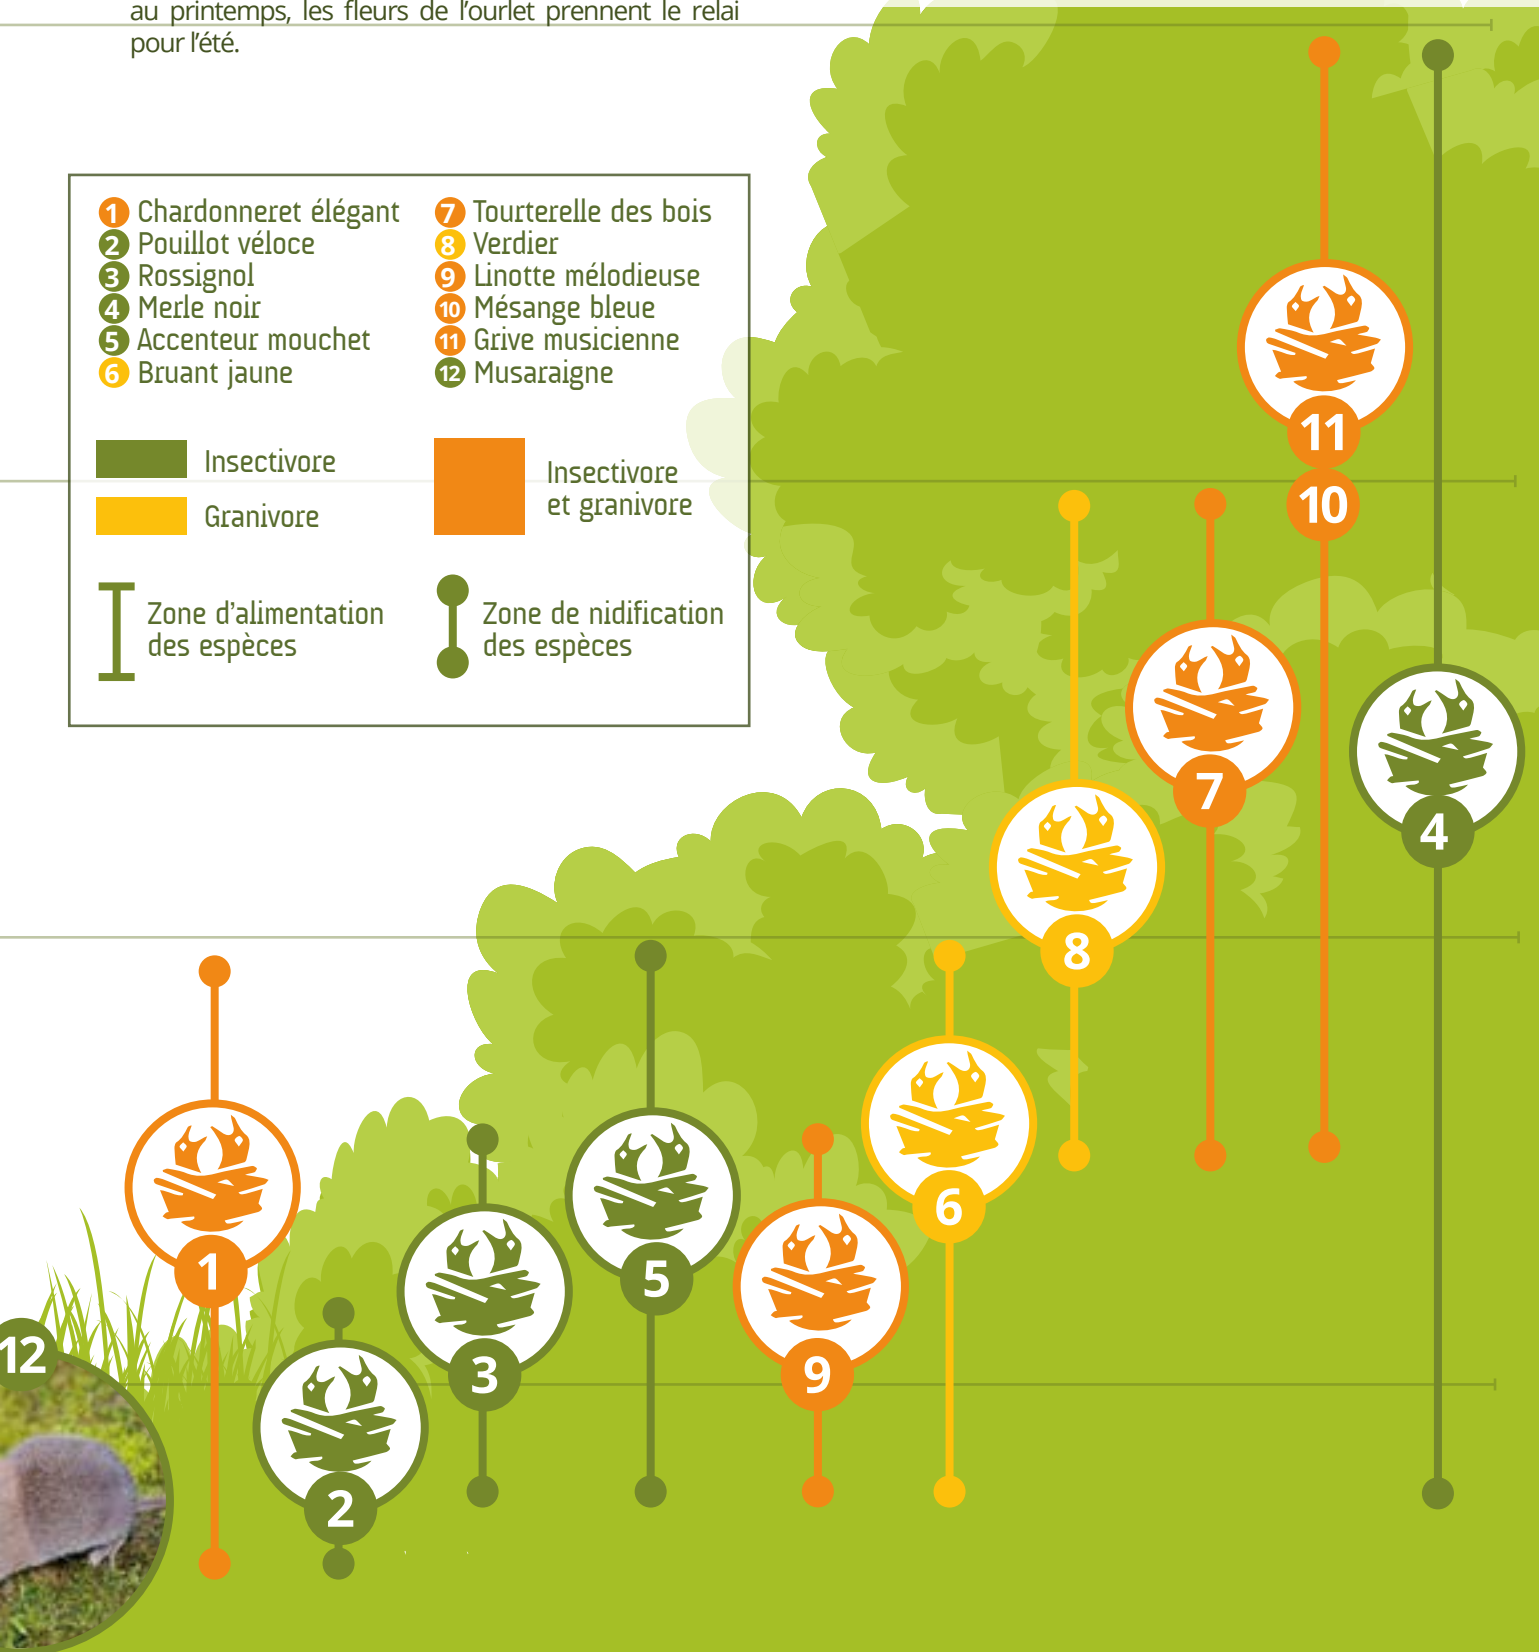 au printemps, les fleurs de l'ourlet prennent le relai
pour l'été.
1 Chardonneret élégant
2 Pouillot véloce
3 Rossignol
4 Merle noir
5 Accenteur mouchet
6 Bruant jaune
7 Tourterelle des bois
8 Verdier
9 Linotte mélodieuse
10 Mésange bleue
11 Grive musicienne
12 Musaraigne
Insectivore
Granivore
Insectivore
et granivore
Zone d'alimentation
des espèces
Zone de nidification
des espèces
11
10
7
4
8
6
1
5
3
9
12
2